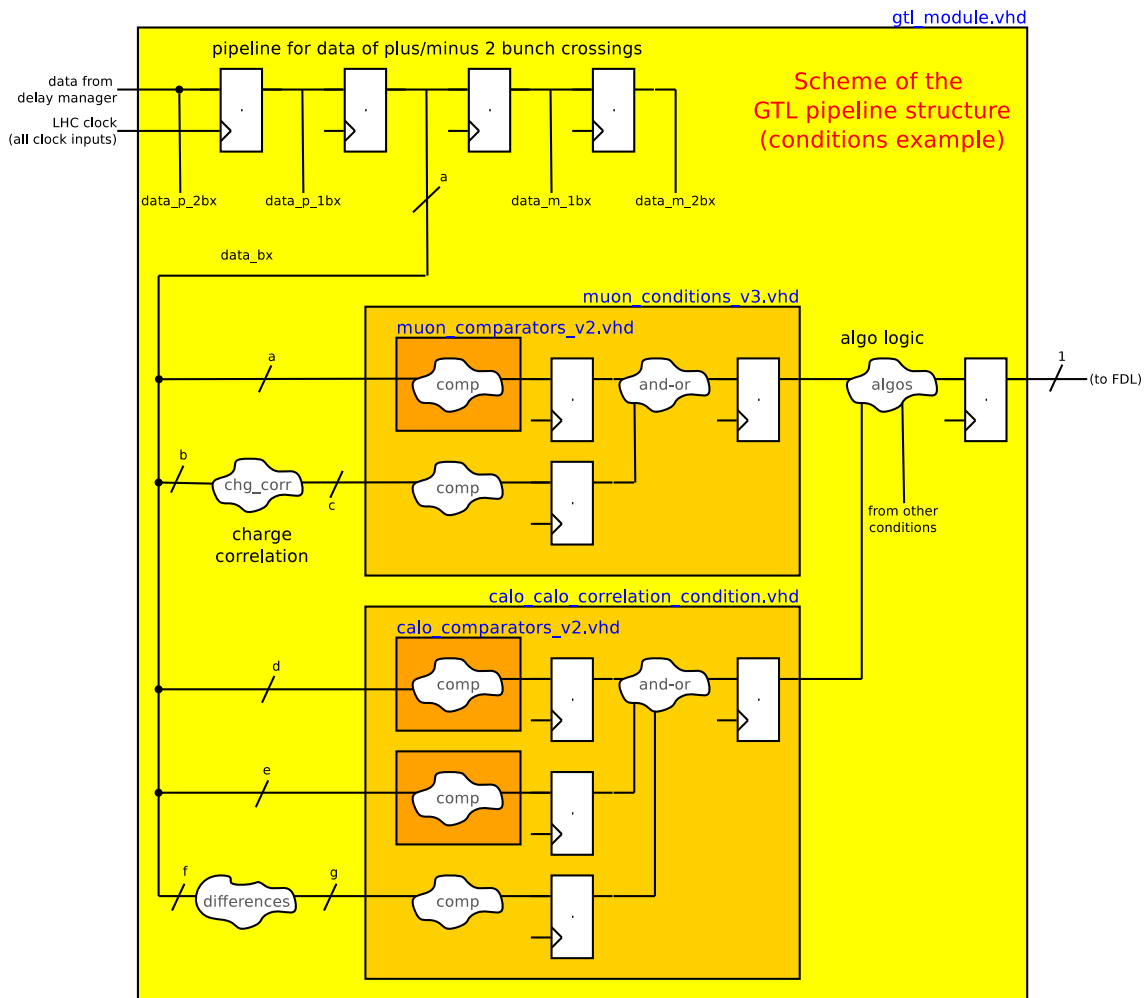 gtl_module.vhd
pipeline for data of plus/minus 2 bunch crossings
data from
delay manager
LHC clock
(all clock inputs)
Scheme of the
GTL pipeline structure
(conditions example)
a
data_p_2bx
data_p_1bx
data_m_1bx
data_m_2bx
data_bx
muon_conditions_v3.vhd
muon_comparators_v2.vhd
algo logic
a
comp
and-or
algos
1
(to FDL)
b
chg_corr
c
comp
charge
correlation
from other
conditions
calo_calo_correlation_condition.vhd
calo_comparators_v2.vhd
d
comp
and-or
e
comp
f
differences
g
comp